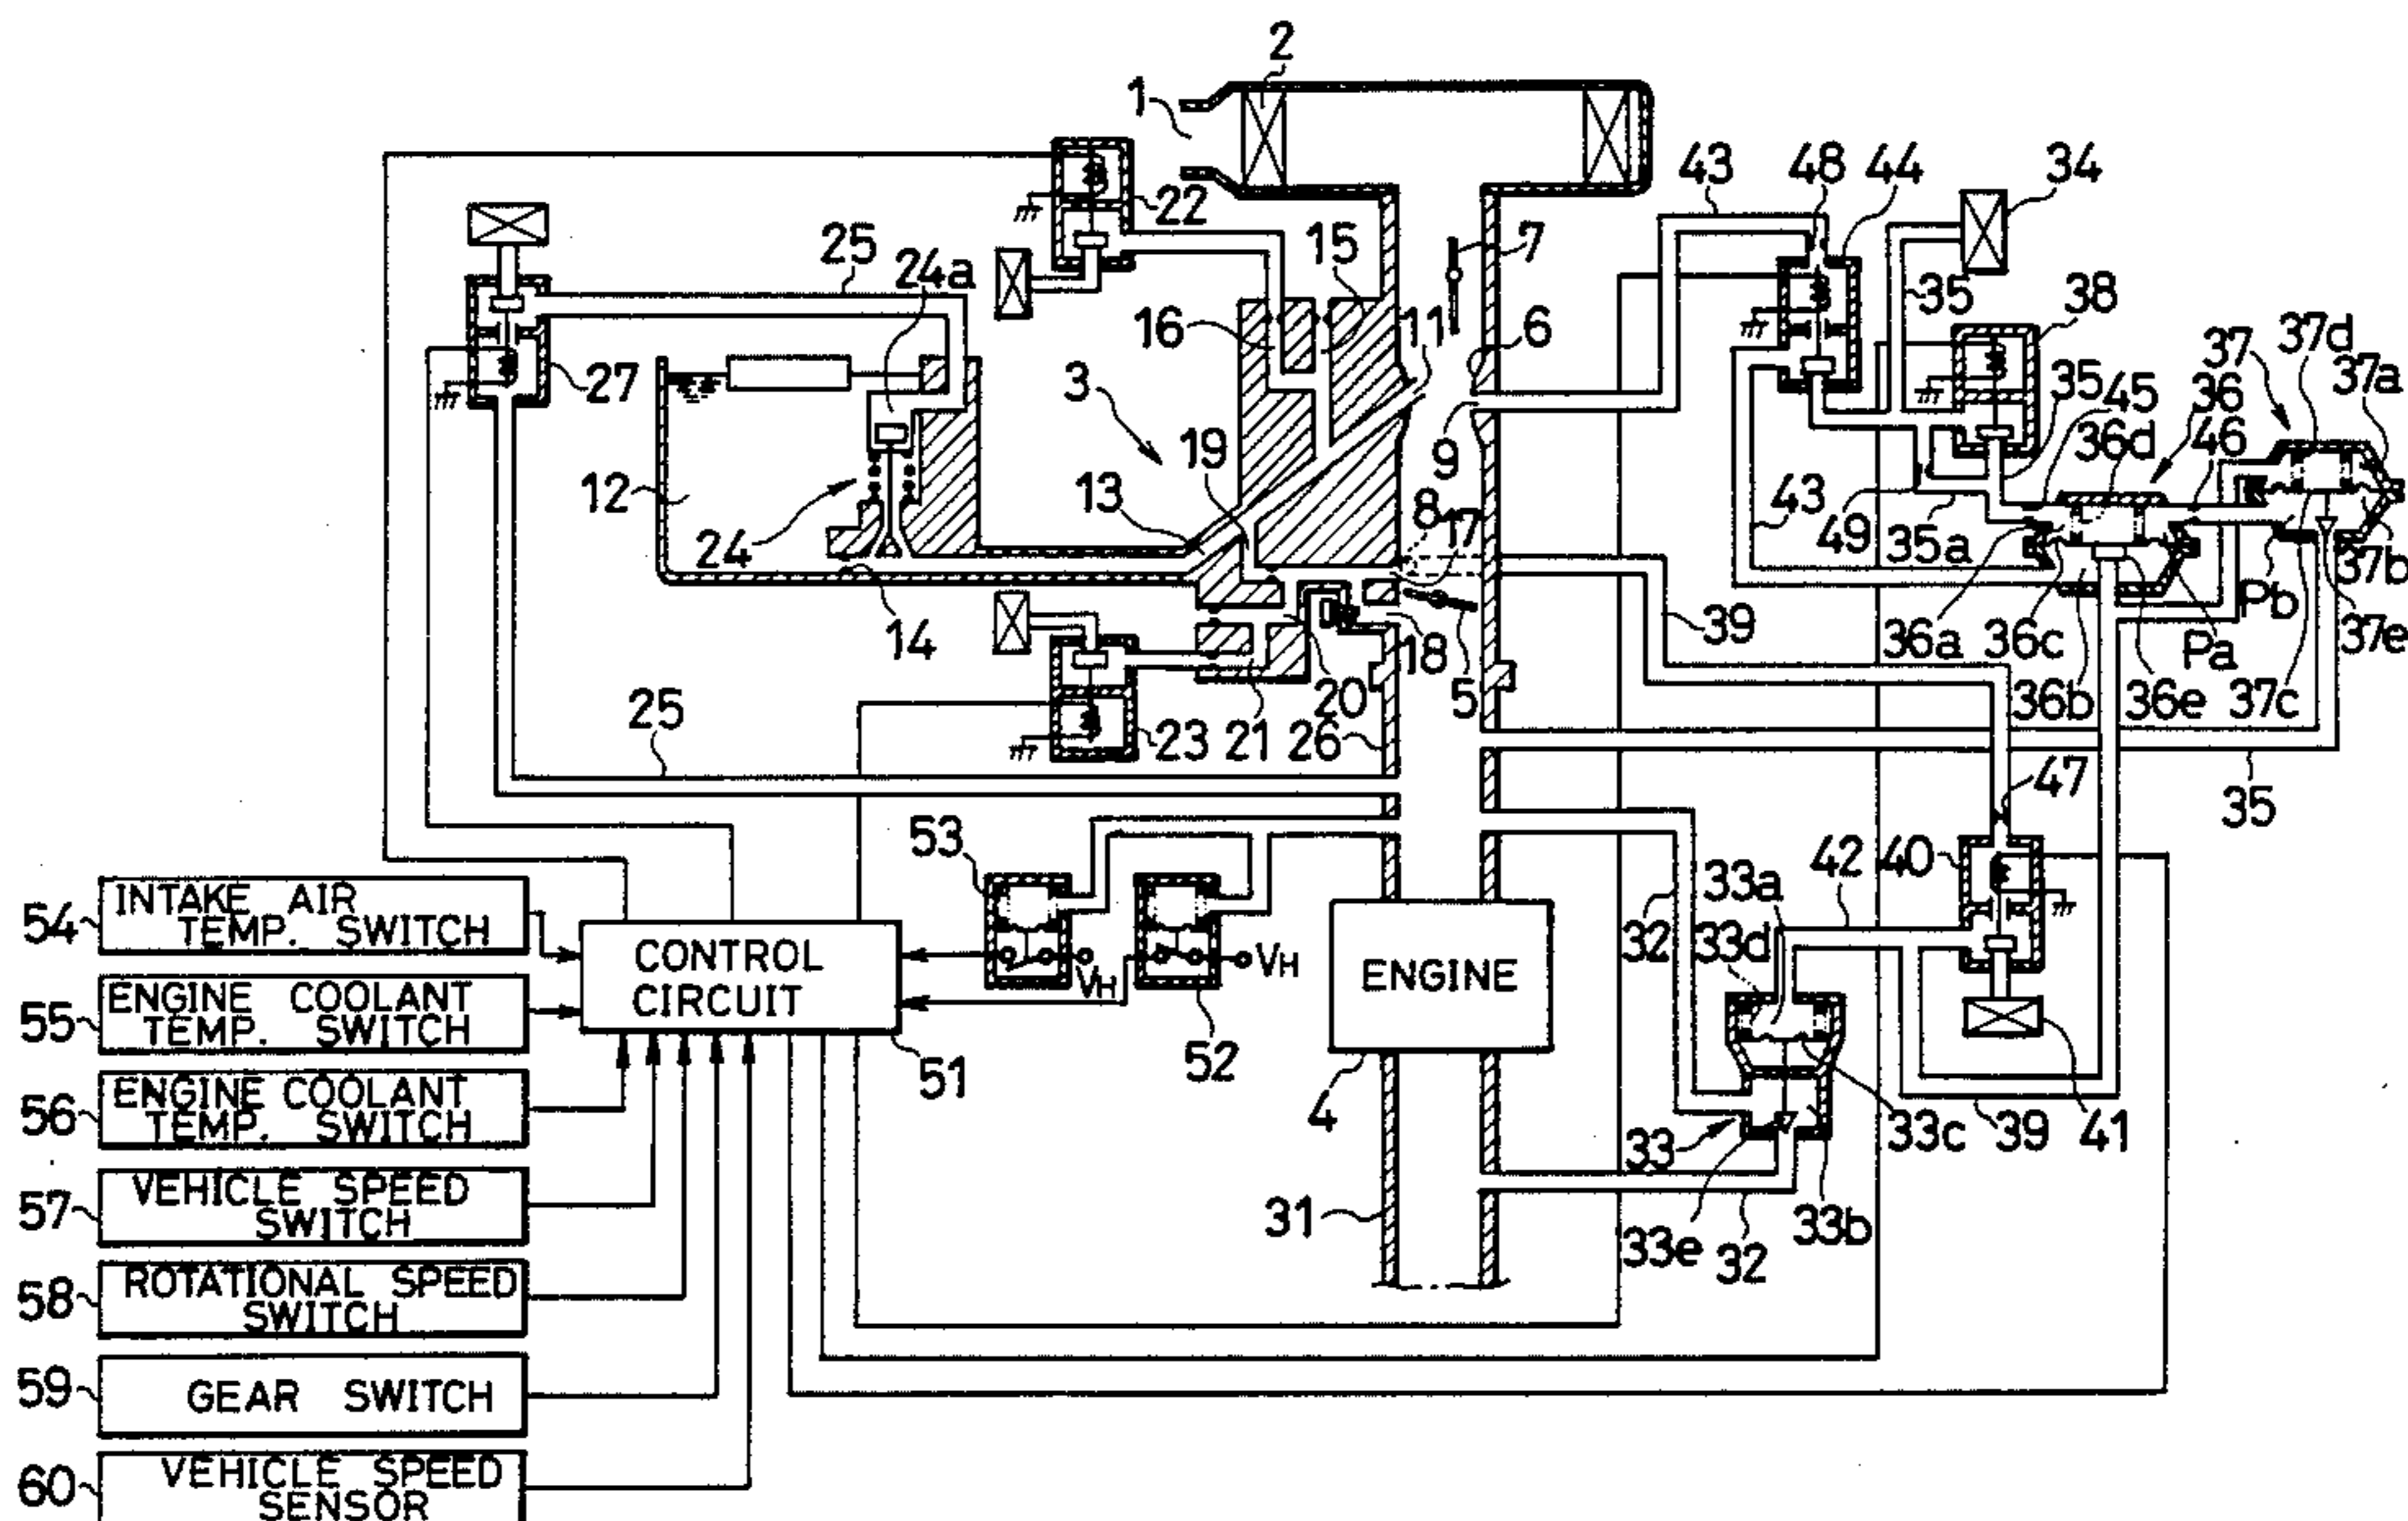 2
1
43
48
44
34
22
25
24a
15
7
35
38
37d
16
11
6
37
37a
27
3
36
35
45
36d
46
19
9
12
13
8
17
24
43
49
35a
37b
Pb
14
39
36a
36c
Pa
37e
18
25
20
5
36b
36e
37c
23
21
26
47
35
53
42
40
33a
54
INTAKE AIR
TEMP. SWITCH
CONTROL
CIRCUIT
VH
VH
ENGINE
32
33d
55
ENGINE COOLANT
TEMP. SWITCH
51
52
56
ENGINE COOLANT
TEMP. SWITCH
4
33
33c
39
41
57
VEHICLE SPEED
SWITCH
31
33e
32
33b
58
ROTATIONAL SPEED
SWITCH
59
GEAR SWITCH
60
VEHICLE SPEED
SENSOR